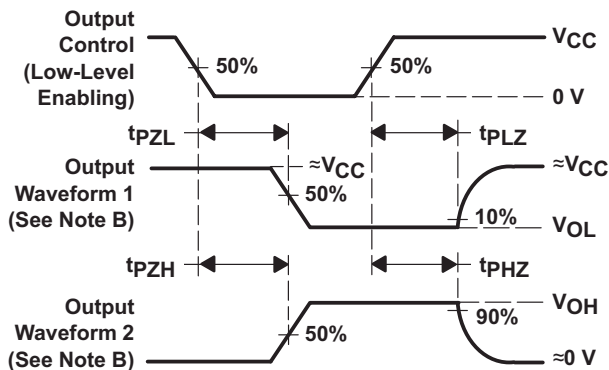 Output
Control
(Low-Level
Enabling)
50%
50%
VCC
0 V
tPZL
tPLZ
Output
Waveform 1
(See Note B)
≈VCC
50%
≈VCC
10%
VOL
tPZH
tPHZ
Output
Waveform 2
(See Note B)
50%
VOH
90%
≈0 V